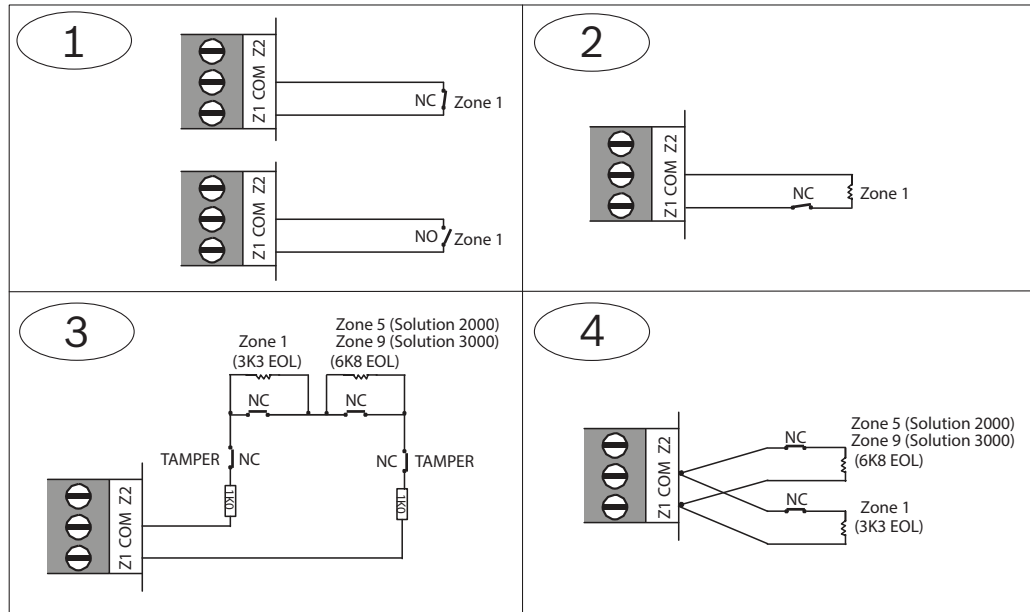 1
Z1 COM Z2
NC Zone 1
Z1 COM Z2
NO Zone 1
2
Z1 COM Z2
NC
Zone 1
3
Zone 5 (Solution 2000)
Zone 1 Zone 9 (Solution 3000)
(3K3 EOL) (6K8 EOL)
NC NC
TAMPER NC NC TAMPER
1K0 1K0
Z1 COM Z2
4
Zone 5 (Solution 2000)
NC Zone 9 (Solution 3000)
(6K8 EOL)
NC Zone 1
(3K3 EOL)
Z1 COM Z2